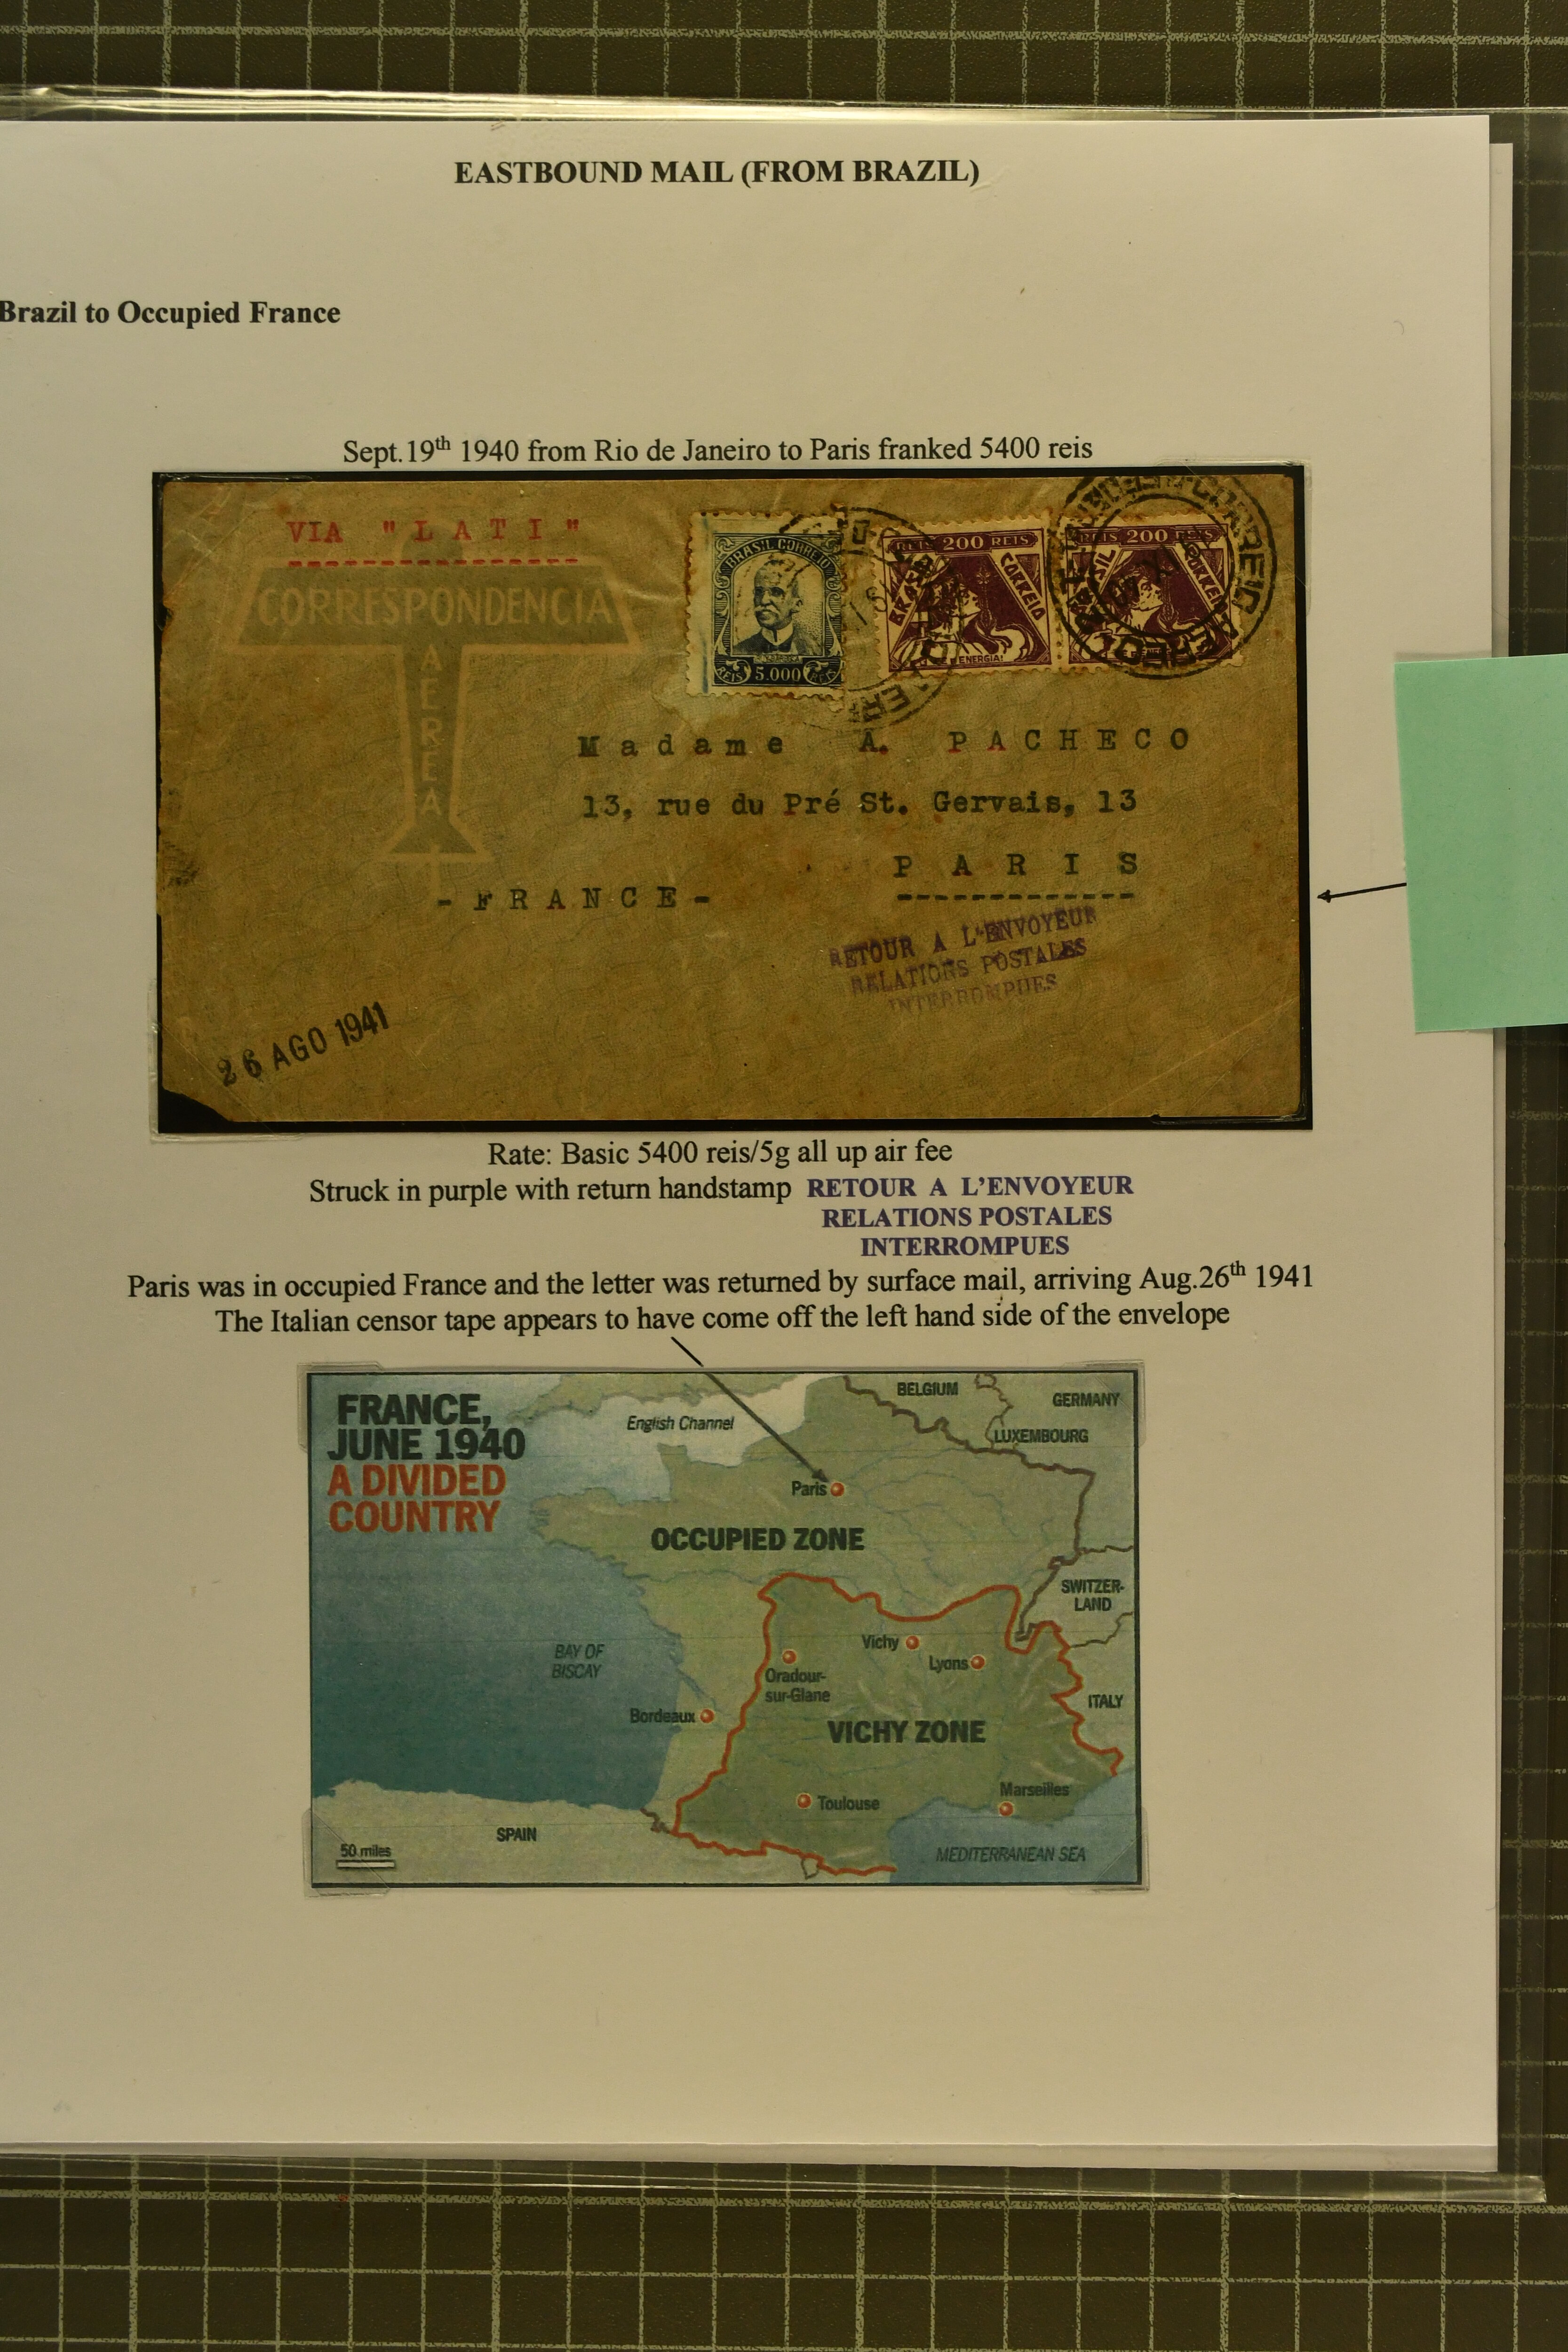 EASTBOUND MAIL (FROM BRAZIL)
Brazil to Occupied France
Sept.19th 1940 from Rio de Janeiro to Paris franked 5400 reis
VIA "LATI"
CORRESPONDENCIA
AEREA
BRASIL CORREIO
REIS 5.000 REIS
REIS 200 REIS
BRASIL CORREIO
ENERGIA!
REIS 200 REIS
CORREIO
Madame A. PACHECO
13, rue du Pré St. Gervais, 13
PARIS
-FRANCE-
RETOUR A L'ENVOYEUR
RELATIONS POSTALES
INTERROMPUES
26 AGO 1941
Rate: Basic 5400 reis/5g all up air fee
Struck in purple with return handstamp RETOUR A L'ENVOYEUR
RELATIONS POSTALES
INTERROMPUES
Paris was in occupied France and the letter was returned by surface mail, arriving Aug.26th 1941
The Italian censor tape appears to have come off the left hand side of the envelope
FRANCE,
JUNE 1940
A DIVIDED
COUNTRY
English Channel
BELGIUM
GERMANY
LUXEMBOURG
Paris
OCCUPIED ZONE
SWITZER-
LAND
BAY OF
BISCAY
Vichy
Lyons
Oradour-
sur-Glane
ITALY
Bordeaux
VICHY ZONE
Marseilles
Toulouse
SPAIN
50 miles
MEDITERRANEAN SEA